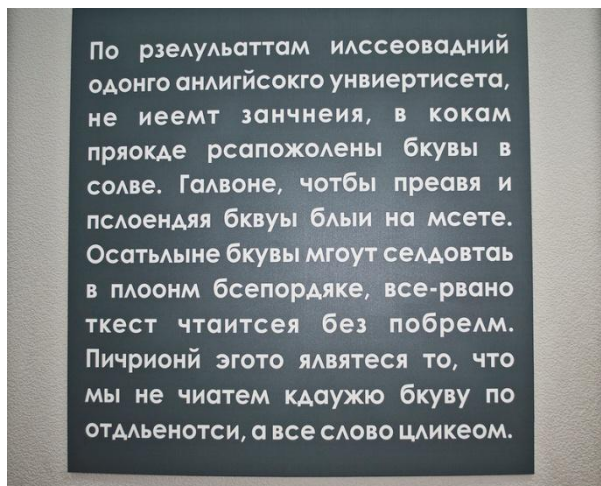 По рзелульаттам илссеовадний
одонго анлигйсокго унвиертисета,
не иеемт занчнеия, в кокам
пряокде рсапожолены бкувы в
солве. Галвоне, чотбы преавя и
пслоендяя бквуы блыи на мсете.
Осатьлыне бкувы мгоут селдовтаь
в плоонм бсепордяке, все-рвано
ткест чтаитсея без побрелм.
Пичрионй эгото ялвятеся то, что
мы не чиатем кдаужю бкуву по
отдльенотси, а все слово цликеом.